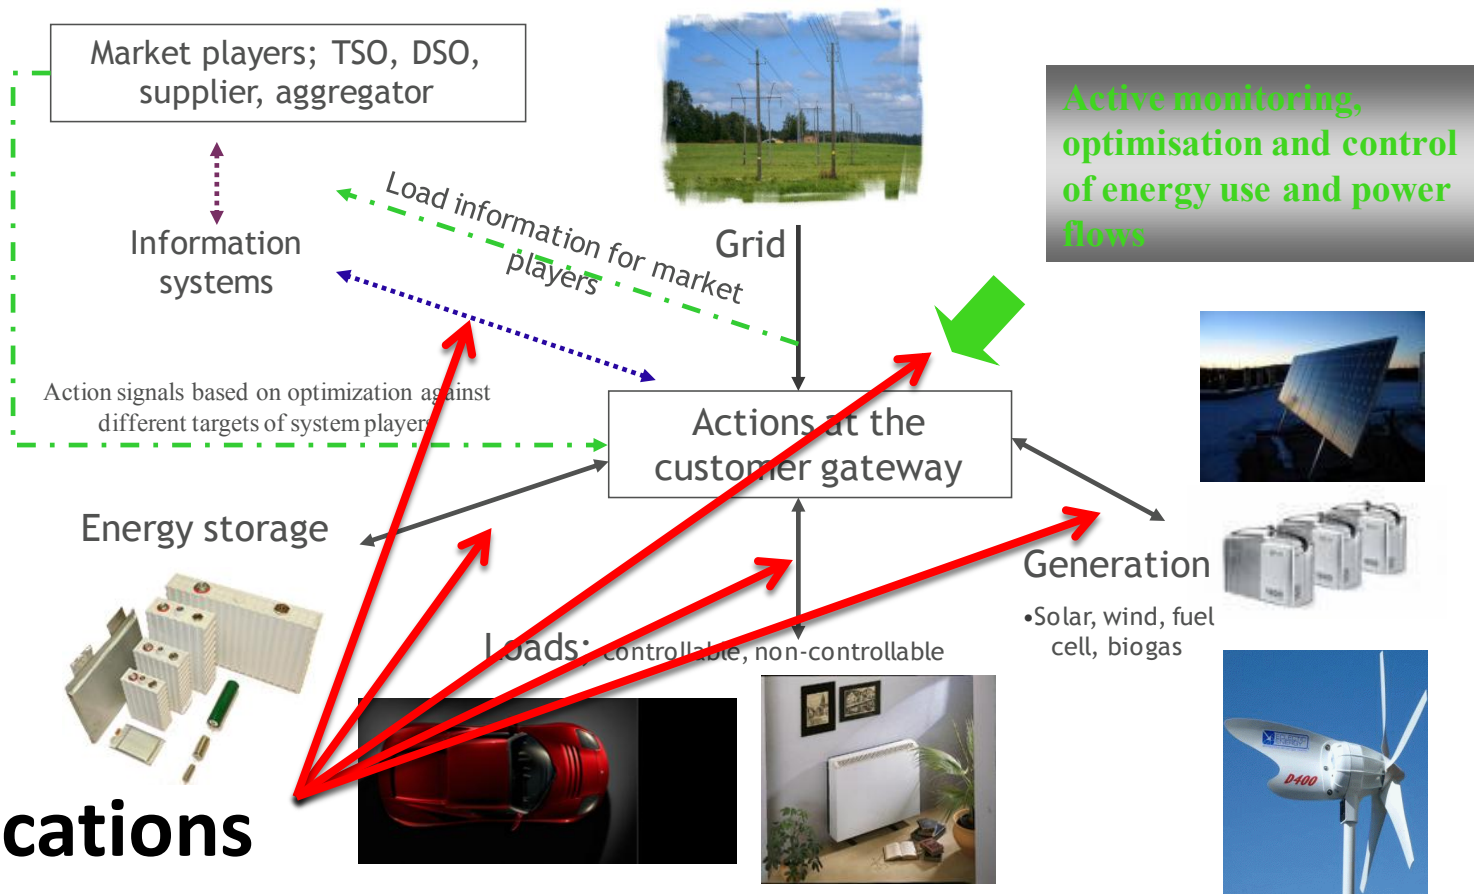 Market players; TSO, DSO,
supplier, aggregator
Active monitoring,
optimisation and control
of energy use and power
flows
Load information for market
players
Grid
Information
systems
Action signals based on optimization against
different targets of system players
Actions at the
customer gateway
Energy storage
Generation
•Solar, wind, fuel
cell, biogas
Loads; controllable, non-controllable
D400
cations